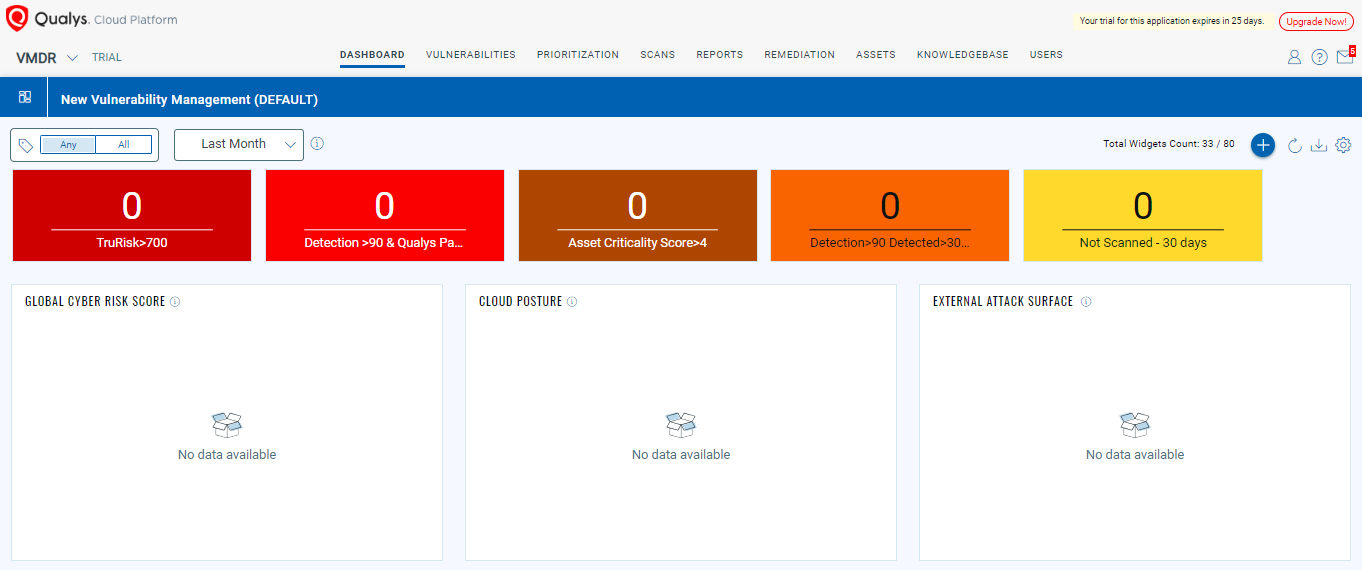 Qualys. Cloud Platform
Your trial for this application expires in 25 days. Upgrade Now!
VMDR TRIAL DASHBOARD VULNERABILITIES PRIORITIZATION SCANS REPORTS REMEDIATION ASSETS KNOWLEDGEBASE USERS 5
New Vulnerability Management (DEFAULT)
Any All Last Month Total Widgets Count: 33 / 80
0 0 0 0 0
TruRisk>700 Detection >90 & Qualys Pa... Asset Criticality Score>4 Detection>90 Detected>30... Not Scanned - 30 days
GLOBAL CYBER RISK SCORE CLOUD POSTURE EXTERNAL ATTACK SURFACE
No data available No data available No data available